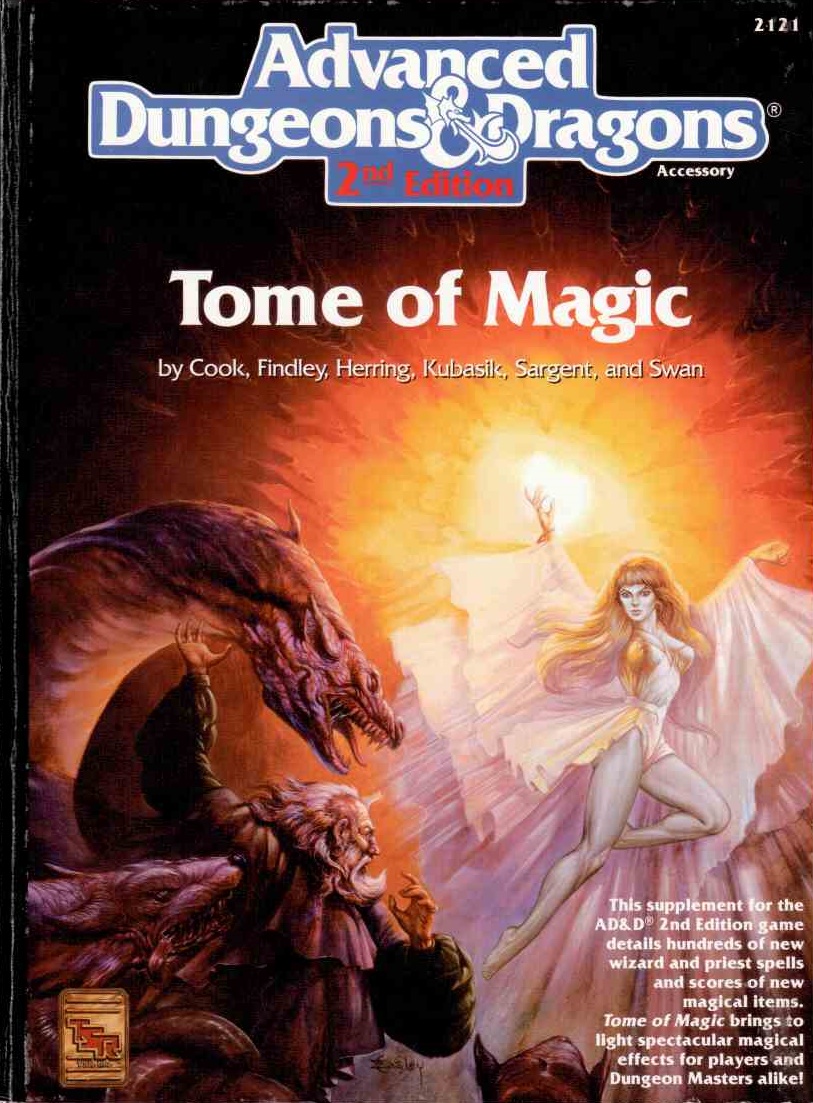 2121
Advanced
Dungeons & Dragons®
2nd Edition
Accessory
Tome of Magic
by Cook, Findley, Herring, Kubasik, Sargent, and Swan
This supplement for the
AD&D® 2nd Edition game
details hundreds of new
wizard and priest spells
and scores of new
magical items.
Tome of Magic brings to
light spectacular magical
effects for players and
Dungeon Masters alike!
TSR
Easley